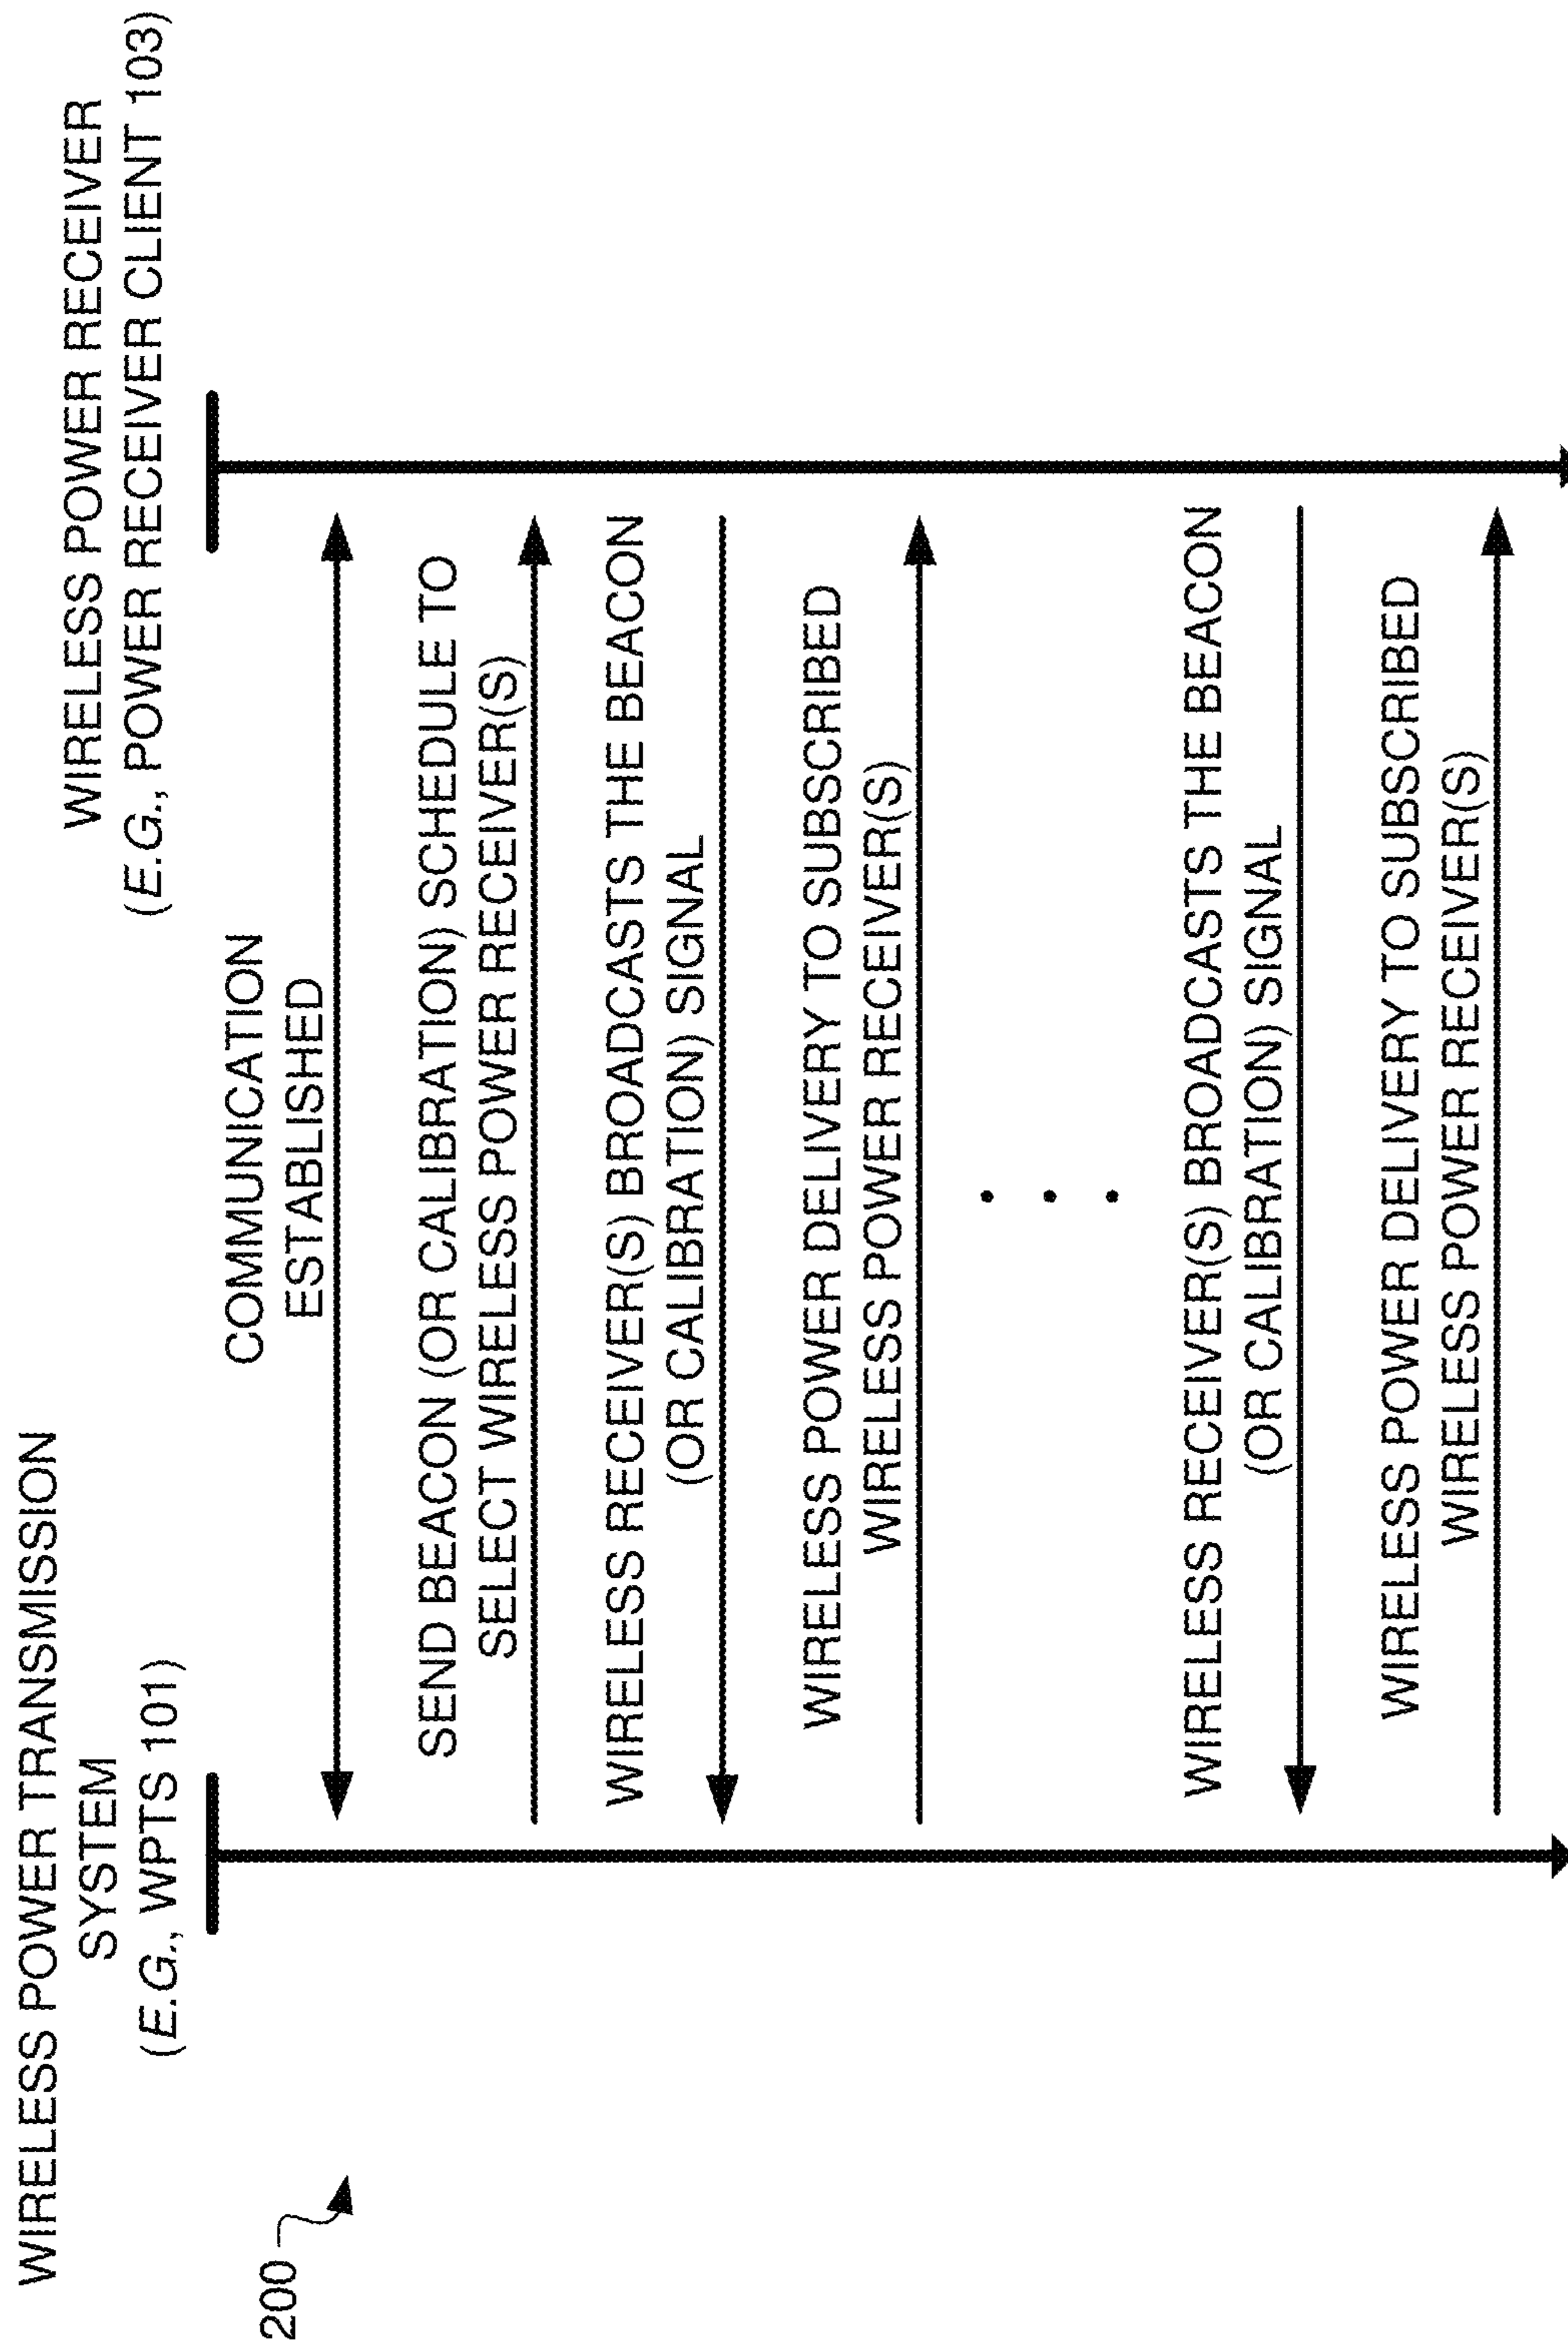 WIRELESS POWER TRANSMISSION
SYSTEM
(E.G., WPTS 101)
WIRELESS POWER RECEIVER
(E.G., POWER RECEIVER CLIENT 103)
200
COMMUNICATION
ESTABLISHED
SEND BEACON (OR CALIBRATION) SCHEDULE TO
SELECT WIRELESS POWER RECEIVER(S)
WIRELESS RECEIVER(S) BROADCASTS THE BEACON
(OR CALIBRATION) SIGNAL
WIRELESS POWER DELIVERY TO SUBSCRIBED
WIRELESS POWER RECEIVER(S)
WIRELESS RECEIVER(S) BROADCASTS THE BEACON
(OR CALIBRATION) SIGNAL
WIRELESS POWER DELIVERY TO SUBSCRIBED
WIRELESS POWER RECEIVER(S)